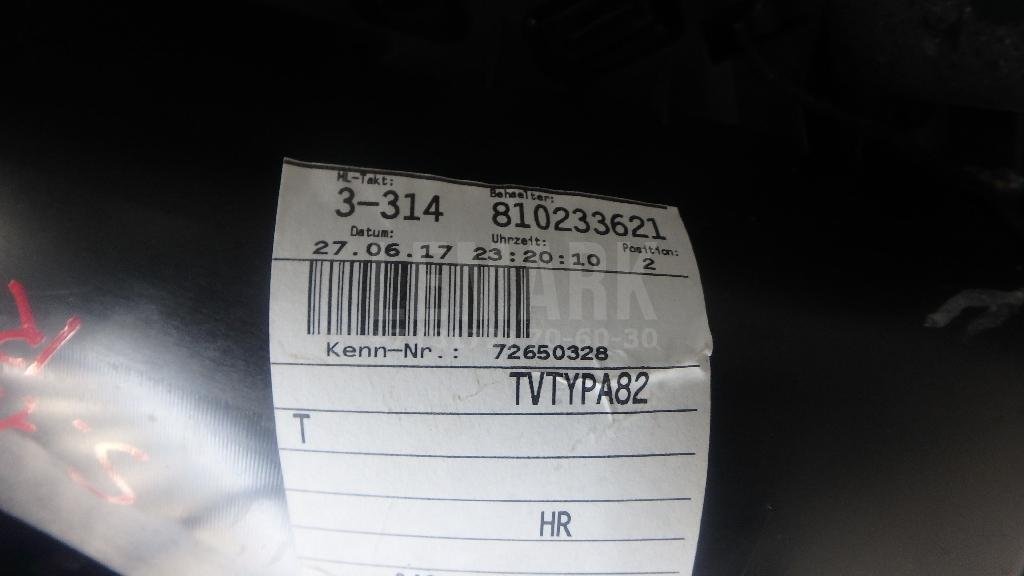 HL-Takt: Behaelter:
3-314 810233621
Datum: Uhrzeit: Position:
27.06.17 23:20:10 2
Kenn-Nr.: 72650328
TVTYPA82
T
HR